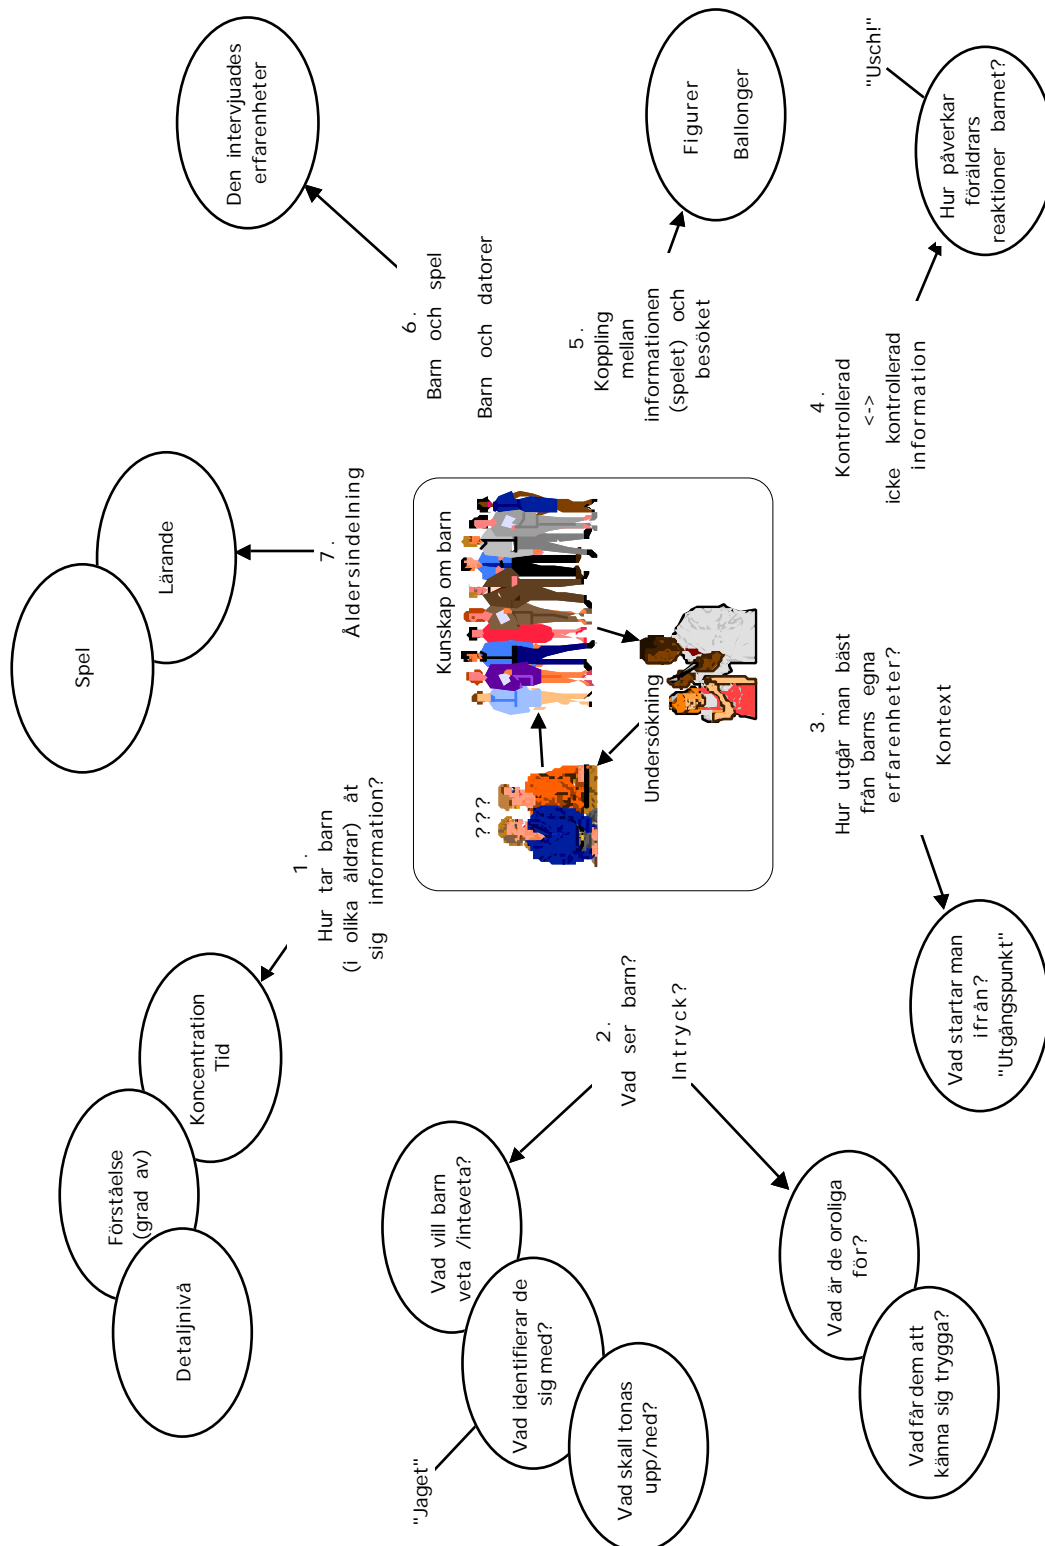 1.
Hur tar barn
(i olika åldrar) åt
sig information?
Koncentration
Tid
Förståelse
(grad av)
Detaljnivå
2.
Vad ser barn?
Intryck?
Vad vill barn
veta /inteveta?
Vad identifierar de
sig med?
"Jaget"
Vad skall tonas
upp/ned?
Vad är de oroliga
för?
Vad får dem att
känna sig trygga?
3.
Hur utgår man bäst
från barns egna
erfarenheter?
Kontext
Vad startar man
ifrån?
"Utgångspunkt"
4.
Kontrollerad
<->
icke kontrollerad
information
Hur påverkar
föräldrars
reaktioner barnet?
"Usch!"
5.
Koppling
mellan
informationen
(spelet) och
besöket
Figurer
Ballonger
6.
Barn och spel
Barn och datorer
Den intervjuades
erfarenheter
7.
Åldersindelning
Lärande
Spel
Kunskap om barn
???
Undersökning